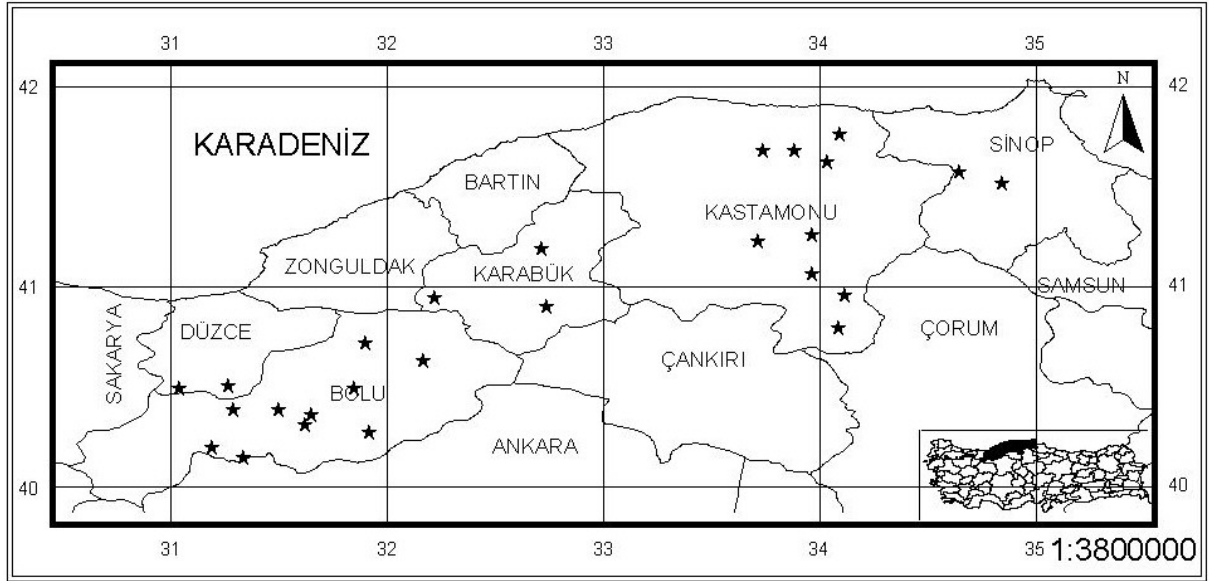 31 32 33 34 35
42 42
N
KARADENİZ
SİNOP
BARTIN
KASTAMONU
ZONGULDAK
KARABÜK
41 41
SAMSUN
DÜZCE
ÇORUM
SAKARYA
ÇANKIRI
BOLU
ANKARA
40 40
31 32 33 34 35
1:3800000